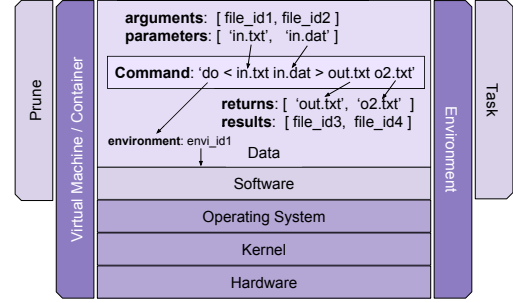 arguments: [ file_id1, file_id2 ]
parameters: [ 'in.txt', 'in.dat' ]
Command: 'do < in.txt in.dat > out.txt o2.txt'
returns: [ 'out.txt', 'o2.txt' ]
results: [ file_id3, file_id4 ]
environment: envi_id1
Data
Software
Operating System
Kernel
Hardware
Prune
Virtual Machine / Container
Environment
Task